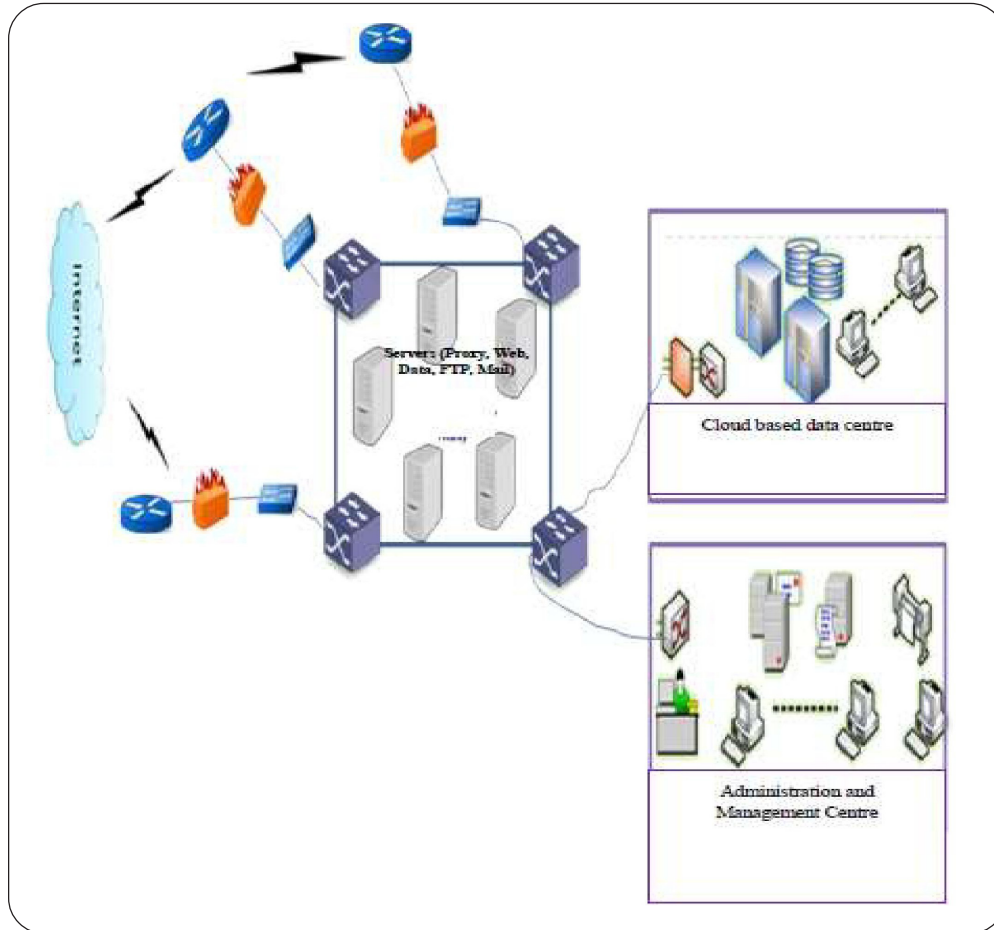 Internet
Servers (Proxy, Web,
Data, FTP, Mail)
Cloud based data centre
Administration and
Management Centre